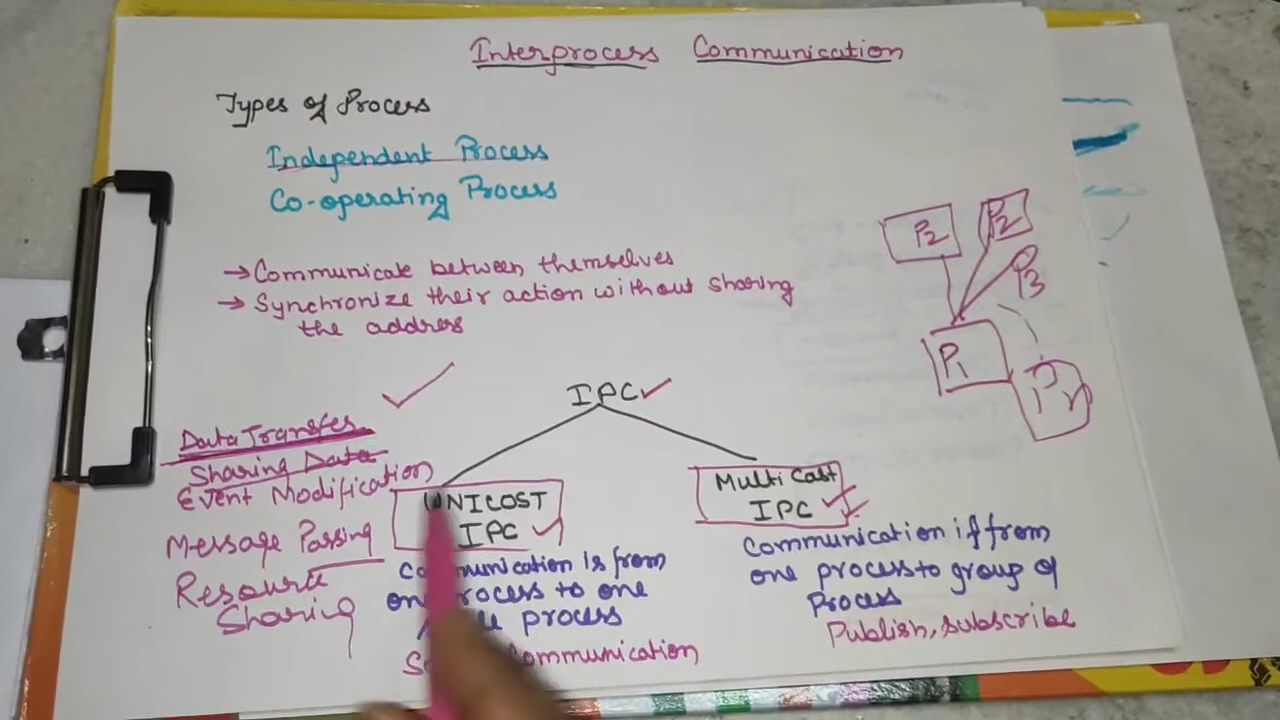 Interprocess Communication
Types of Process
Independent Process
Co-operating Process
→ Communicate between themselves
→ Synchronize their action without sharing
the address
P2
P2
P3
P1
Pn
IPC
Data Transfer
Sharing Data
Event Modification
Message Passing
Resource
Sharing
UNICOST
IPC
Communication is from
one process to one
process
Communication
Multi Cast
IPC
Communication if from
one process to group of
Process
Publish, subscribe